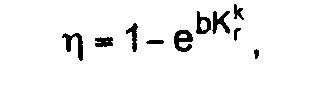 η = 1 – e^{bK_r^k},